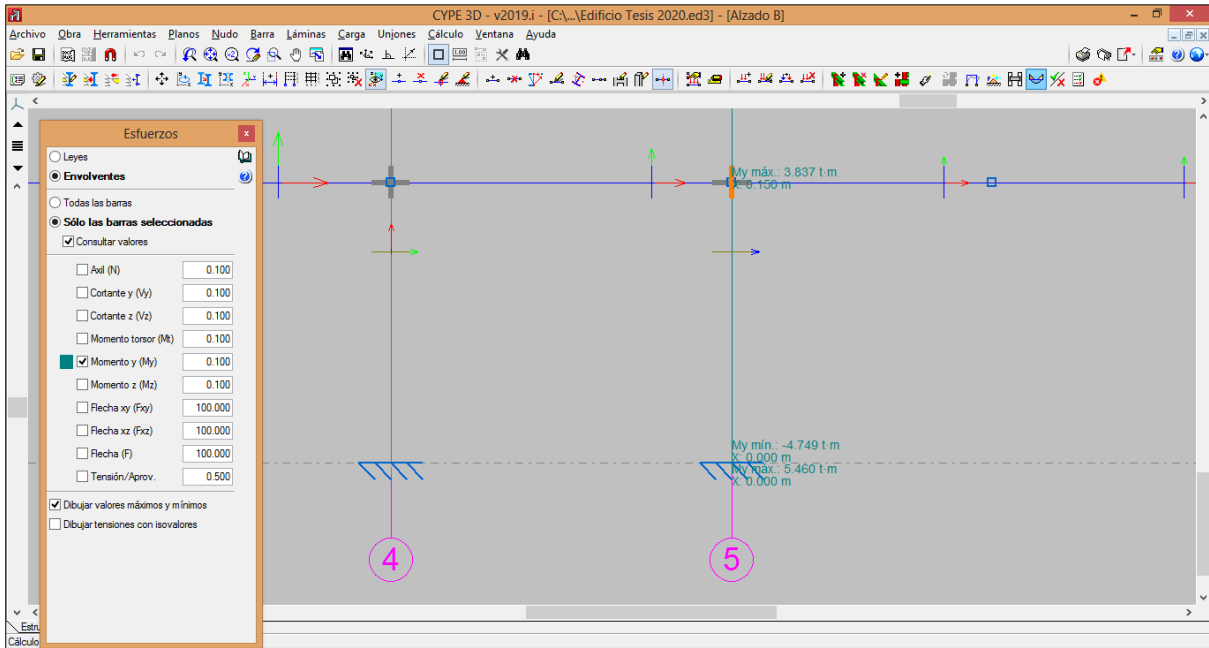 CYPE 3D - v2019.i - [C:\...\Edificio Tesis 2020.ed3] - [Alzado B]
Archivo Obra Herramientas Planos Nudo Barra Láminas Carga Uniones Cálculo Ventana Ayuda
Esfuerzos
Leyes
Envolventes
Todas las barras
Sólo las barras seleccionadas
Consultar valores
Axil (N) 0.100
Cortante y (Vy) 0.100
Cortante z (Vz) 0.100
Momento torsor (Mt) 0.100
Momento y (My) 0.100
Momento z (Mz) 0.100
Flecha xy (Fxy) 100.000
Flecha xz (Fxz) 100.000
Flecha (F) 100.000
Tensión/Aprov. 0.500
Dibujar valores máximos y mínimos
Dibujar tensiones con isovalores
My máx.: 3.837 t·m
X: 0.150 m
My mín.: -4.749 t·m
X: 0.000 m
My máx.: 5.460 t·m
X: 0.000 m
4
5
Estru
Cálculo